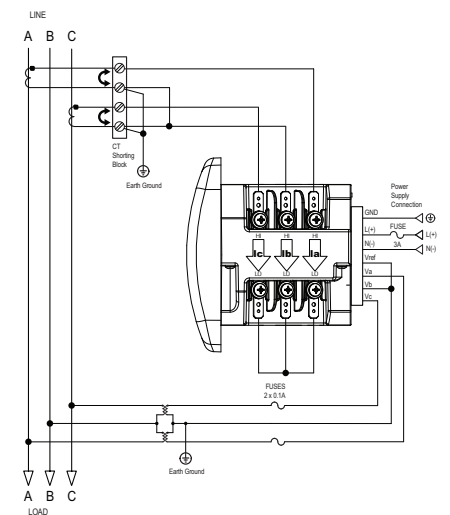 LINE
A B C
CT
Shorting
Block
Earth Ground
Power
Supply
Connection
GND
FUSE
L(+)
L(+)
N(-)
3A
N(-)
Vref
Va
Vb
Vc
HI HI HI
Ic Ib Ia
LO LO LO
FUSES
2 x 0.1A
Earth Ground
A B C
LOAD